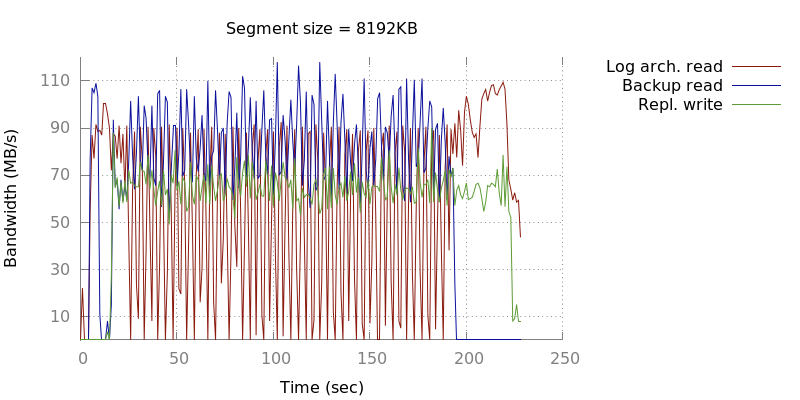 Segment size = 8192KB
Log arch. read
Backup read
Repl. write
Bandwidth (MB/s)
110
90
70
50
30
10
0 50 100 150 200 250
Time (sec)